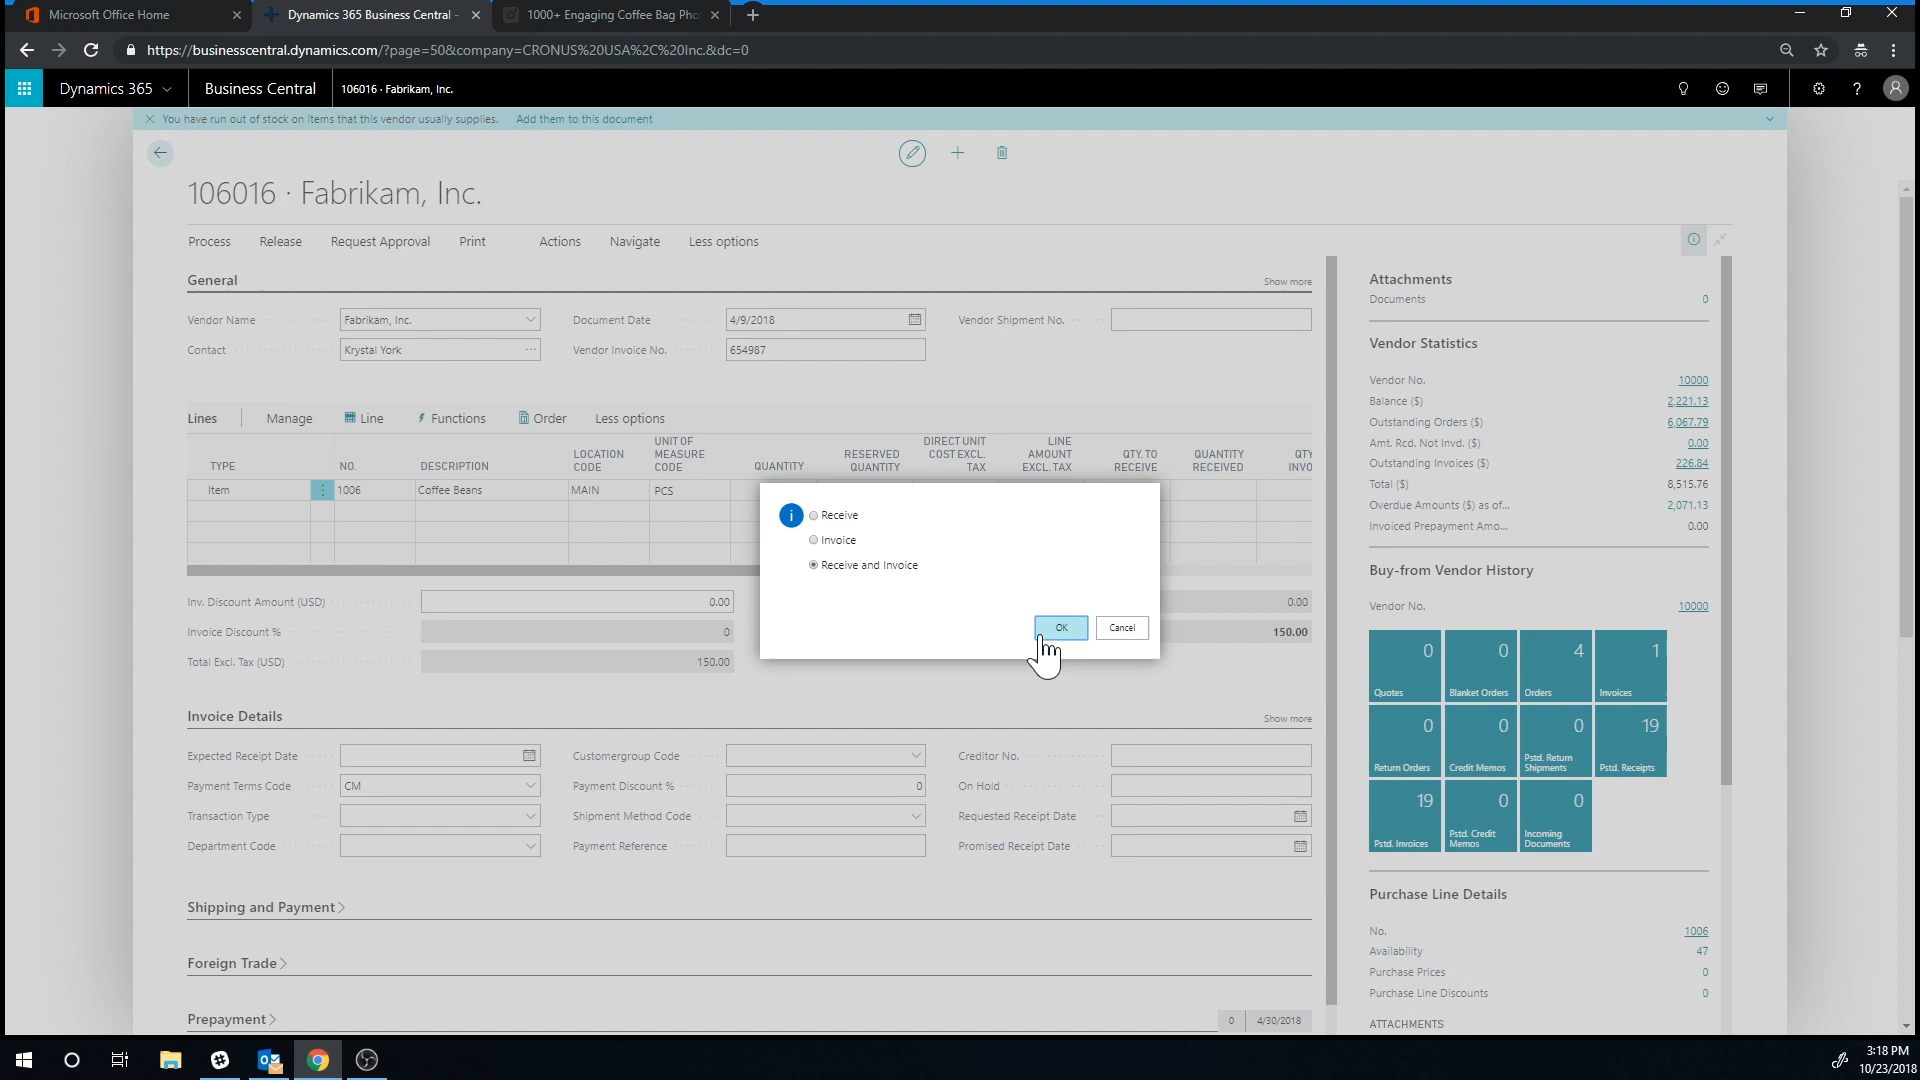 Microsoft Office Home
Dynamics 365 Business Central -
1000+ Engaging Coffee Bag Pho
https://businesscentral.dynamics.com/?page=50&company=CRONUS%20USA%2C%20Inc.&dc=0
Dynamics 365
Business Central
106016 · Fabrikam, Inc.
You have run out of stock on items that this vendor usually supplies. Add them to this document
106016 · Fabrikam, Inc.
Process Release Request Approval Print Actions Navigate Less options
General
Show more
Vendor Name Fabrikam, Inc.
Document Date 4/9/2018
Vendor Shipment No.
Contact Krystal York
Vendor Invoice No. 654987
Lines Manage Line Functions Order Less options
TYPE
NO.
DESCRIPTION
LOCATION CODE
UNIT OF MEASURE CODE
QUANTITY
RESERVED QUANTITY
DIRECT UNIT COST EXCL. TAX
LINE AMOUNT EXCL. TAX
QTY. TO RECEIVE
QUANTITY RECEIVED
QTY INVO
Item 1006 Coffee Beans MAIN PCS
i
Receive
Invoice
Receive and Invoice
OK Cancel
Inv. Discount Amount (USD) 0.00
0.00
Invoice Discount % 0
150.00
Total Excl. Tax (USD) 150.00
Invoice Details
Show more
Expected Receipt Date
Customergroup Code
Creditor No.
Payment Terms Code CM
Payment Discount % 0
On Hold
Transaction Type
Shipment Method Code
Requested Receipt Date
Department Code
Payment Reference
Promised Receipt Date
Shipping and Payment
Foreign Trade
Prepayment
0 4/30/2018
Attachments
Documents 0
Vendor Statistics
Vendor No. 10000
Balance ($) 2,221.13
Outstanding Orders ($) 6,067.79
Amt. Rcd. Not Invd. ($) 0.00
Outstanding Invoices ($) 226.84
Total ($) 8,515.76
Overdue Amounts ($) as of... 2,071.13
Invoiced Prepayment Amo... 0.00
Buy-from Vendor History
Vendor No. 10000
0 Quotes
0 Blanket Orders
4 Orders
1 Invoices
0 Return Orders
0 Credit Memos
0 Pstd. Return Shipments
19 Pstd. Receipts
19 Pstd. Invoices
0 Pstd. Credit Memos
0 Incoming Documents
Purchase Line Details
No. 1006
Availability 47
Purchase Prices 0
Purchase Line Discounts 0
ATTACHMENTS
3:18 PM
10/23/2018